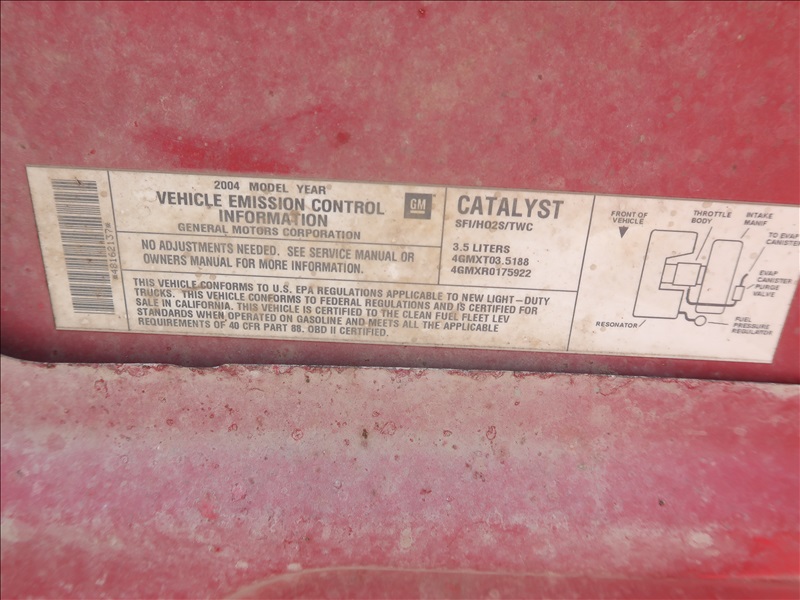 *48162137*
2004 MODEL YEAR
VEHICLE EMISSION CONTROL
INFORMATION
GENERAL MOTORS CORPORATION
GM
NO ADJUSTMENTS NEEDED. SEE SERVICE MANUAL OR
OWNERS MANUAL FOR MORE INFORMATION.
CATALYST
SFI/HO2S/TWC
3.5 LITERS
4GMXT03.5188
4GMXR0175922
THIS VEHICLE CONFORMS TO U.S. EPA REGULATIONS APPLICABLE TO NEW LIGHT-DUTY
TRUCKS. THIS VEHICLE CONFORMS TO FEDERAL REGULATIONS AND IS CERTIFIED FOR
SALE IN CALIFORNIA. THIS VEHICLE IS CERTIFIED TO THE CLEAN FUEL FLEET LEV
STANDARDS WHEN OPERATED ON GASOLINE AND MEETS ALL THE APPLICABLE
REQUIREMENTS OF 40 CFR PART 88. OBD II CERTIFIED.
FRONT OF
VEHICLE
THROTTLE
BODY
INTAKE
MANIF
TO EVAP
CANISTER
EVAP
CANISTER
PURGE
VALVE
RESONATOR
FUEL
PRESSURE
REGULATOR